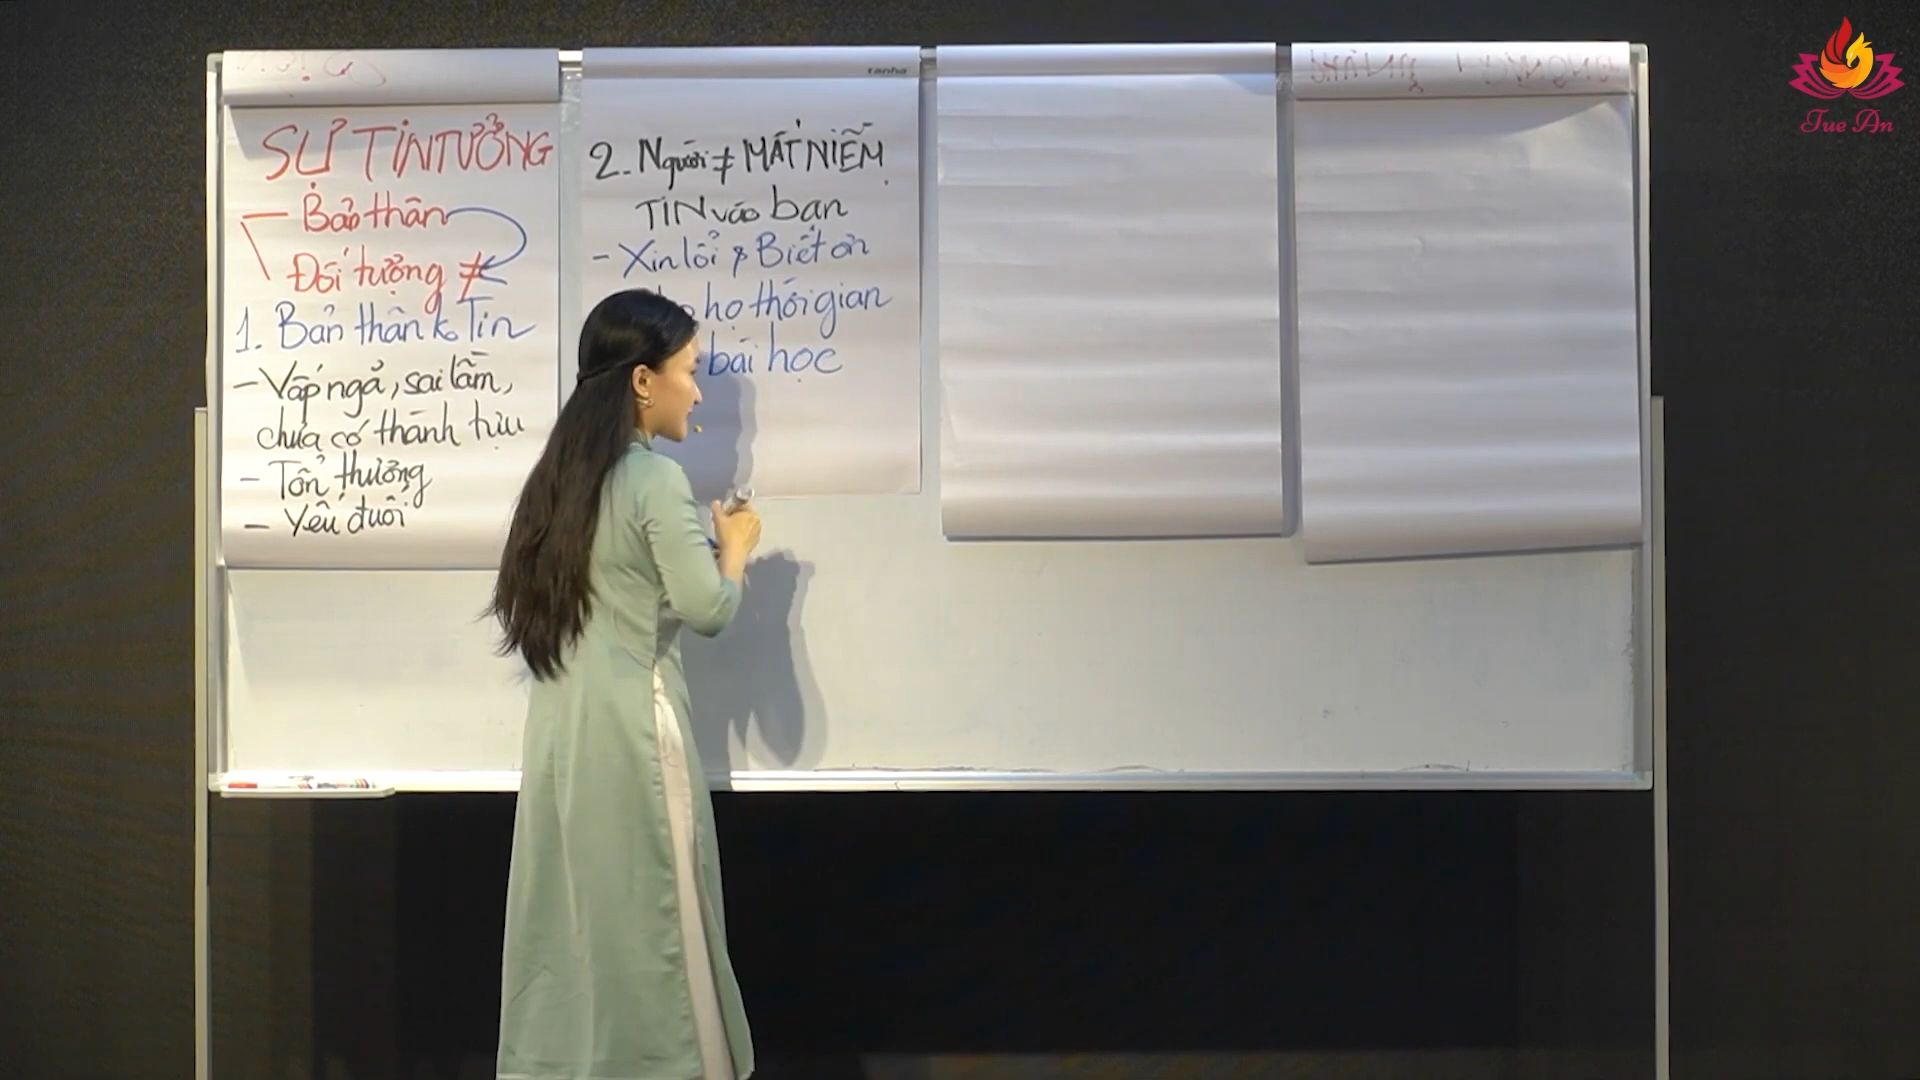 SỰ TIN TƯỞNG
Bản thân
Đối tượng ≠
1. Bản thân ko Tin
- Vấp ngã, sai lầm,
chưa có thành tựu
- Tổn thương
- Yếu đuối
tanha
2. Người ≠ MẤT NIỀM
TIN vào bạn
- Xin lỗi & Biết ơn
họ thời gian
bài học
Tue An